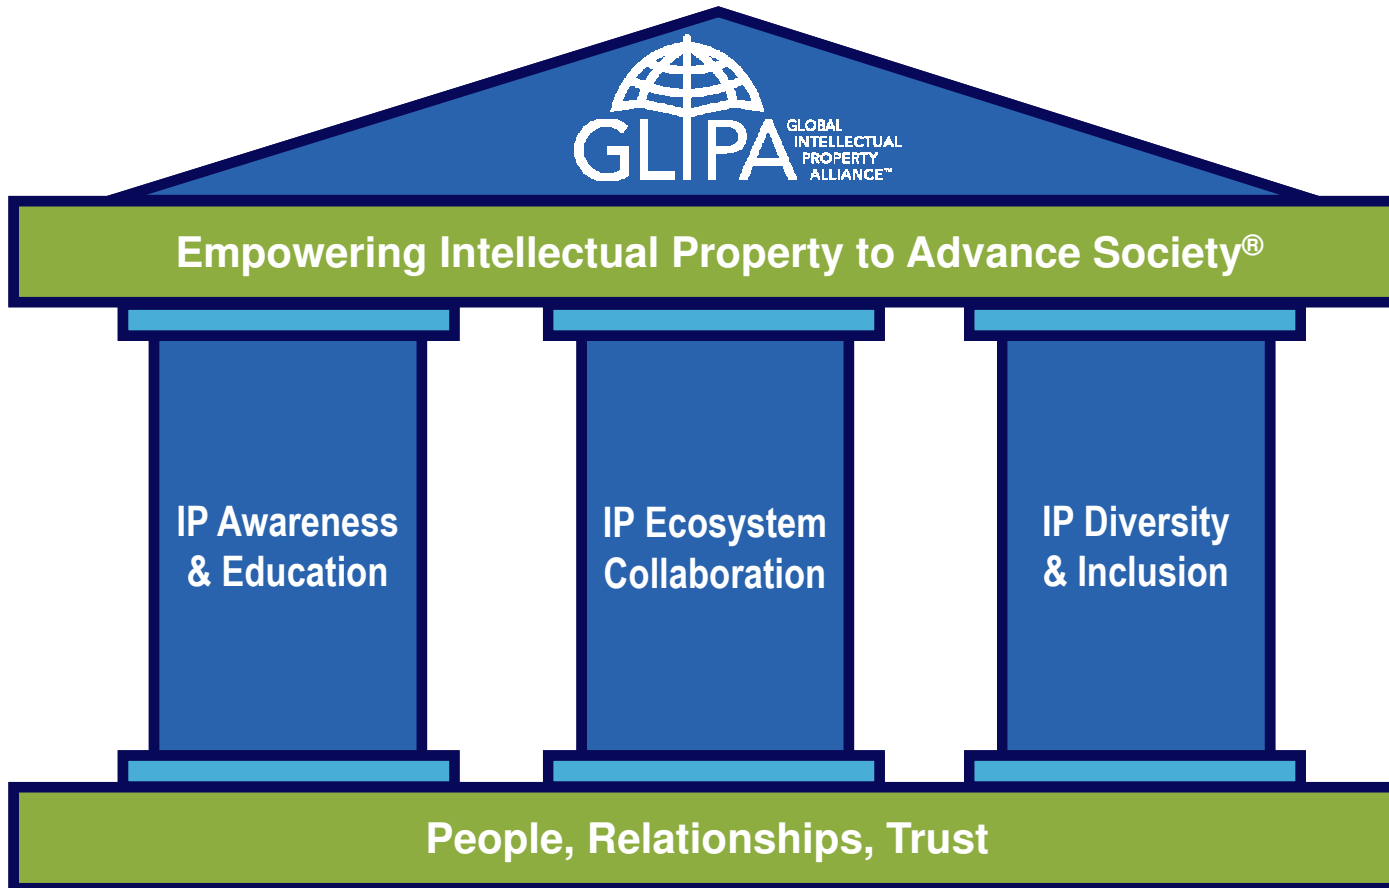 GLIPA
GLOBAL
INTELLECTUAL
PROPERTY
ALLIANCE™
Empowering Intellectual Property to Advance Society®
IP Awareness
& Education
IP Ecosystem
Collaboration
IP Diversity
& Inclusion
People, Relationships, Trust